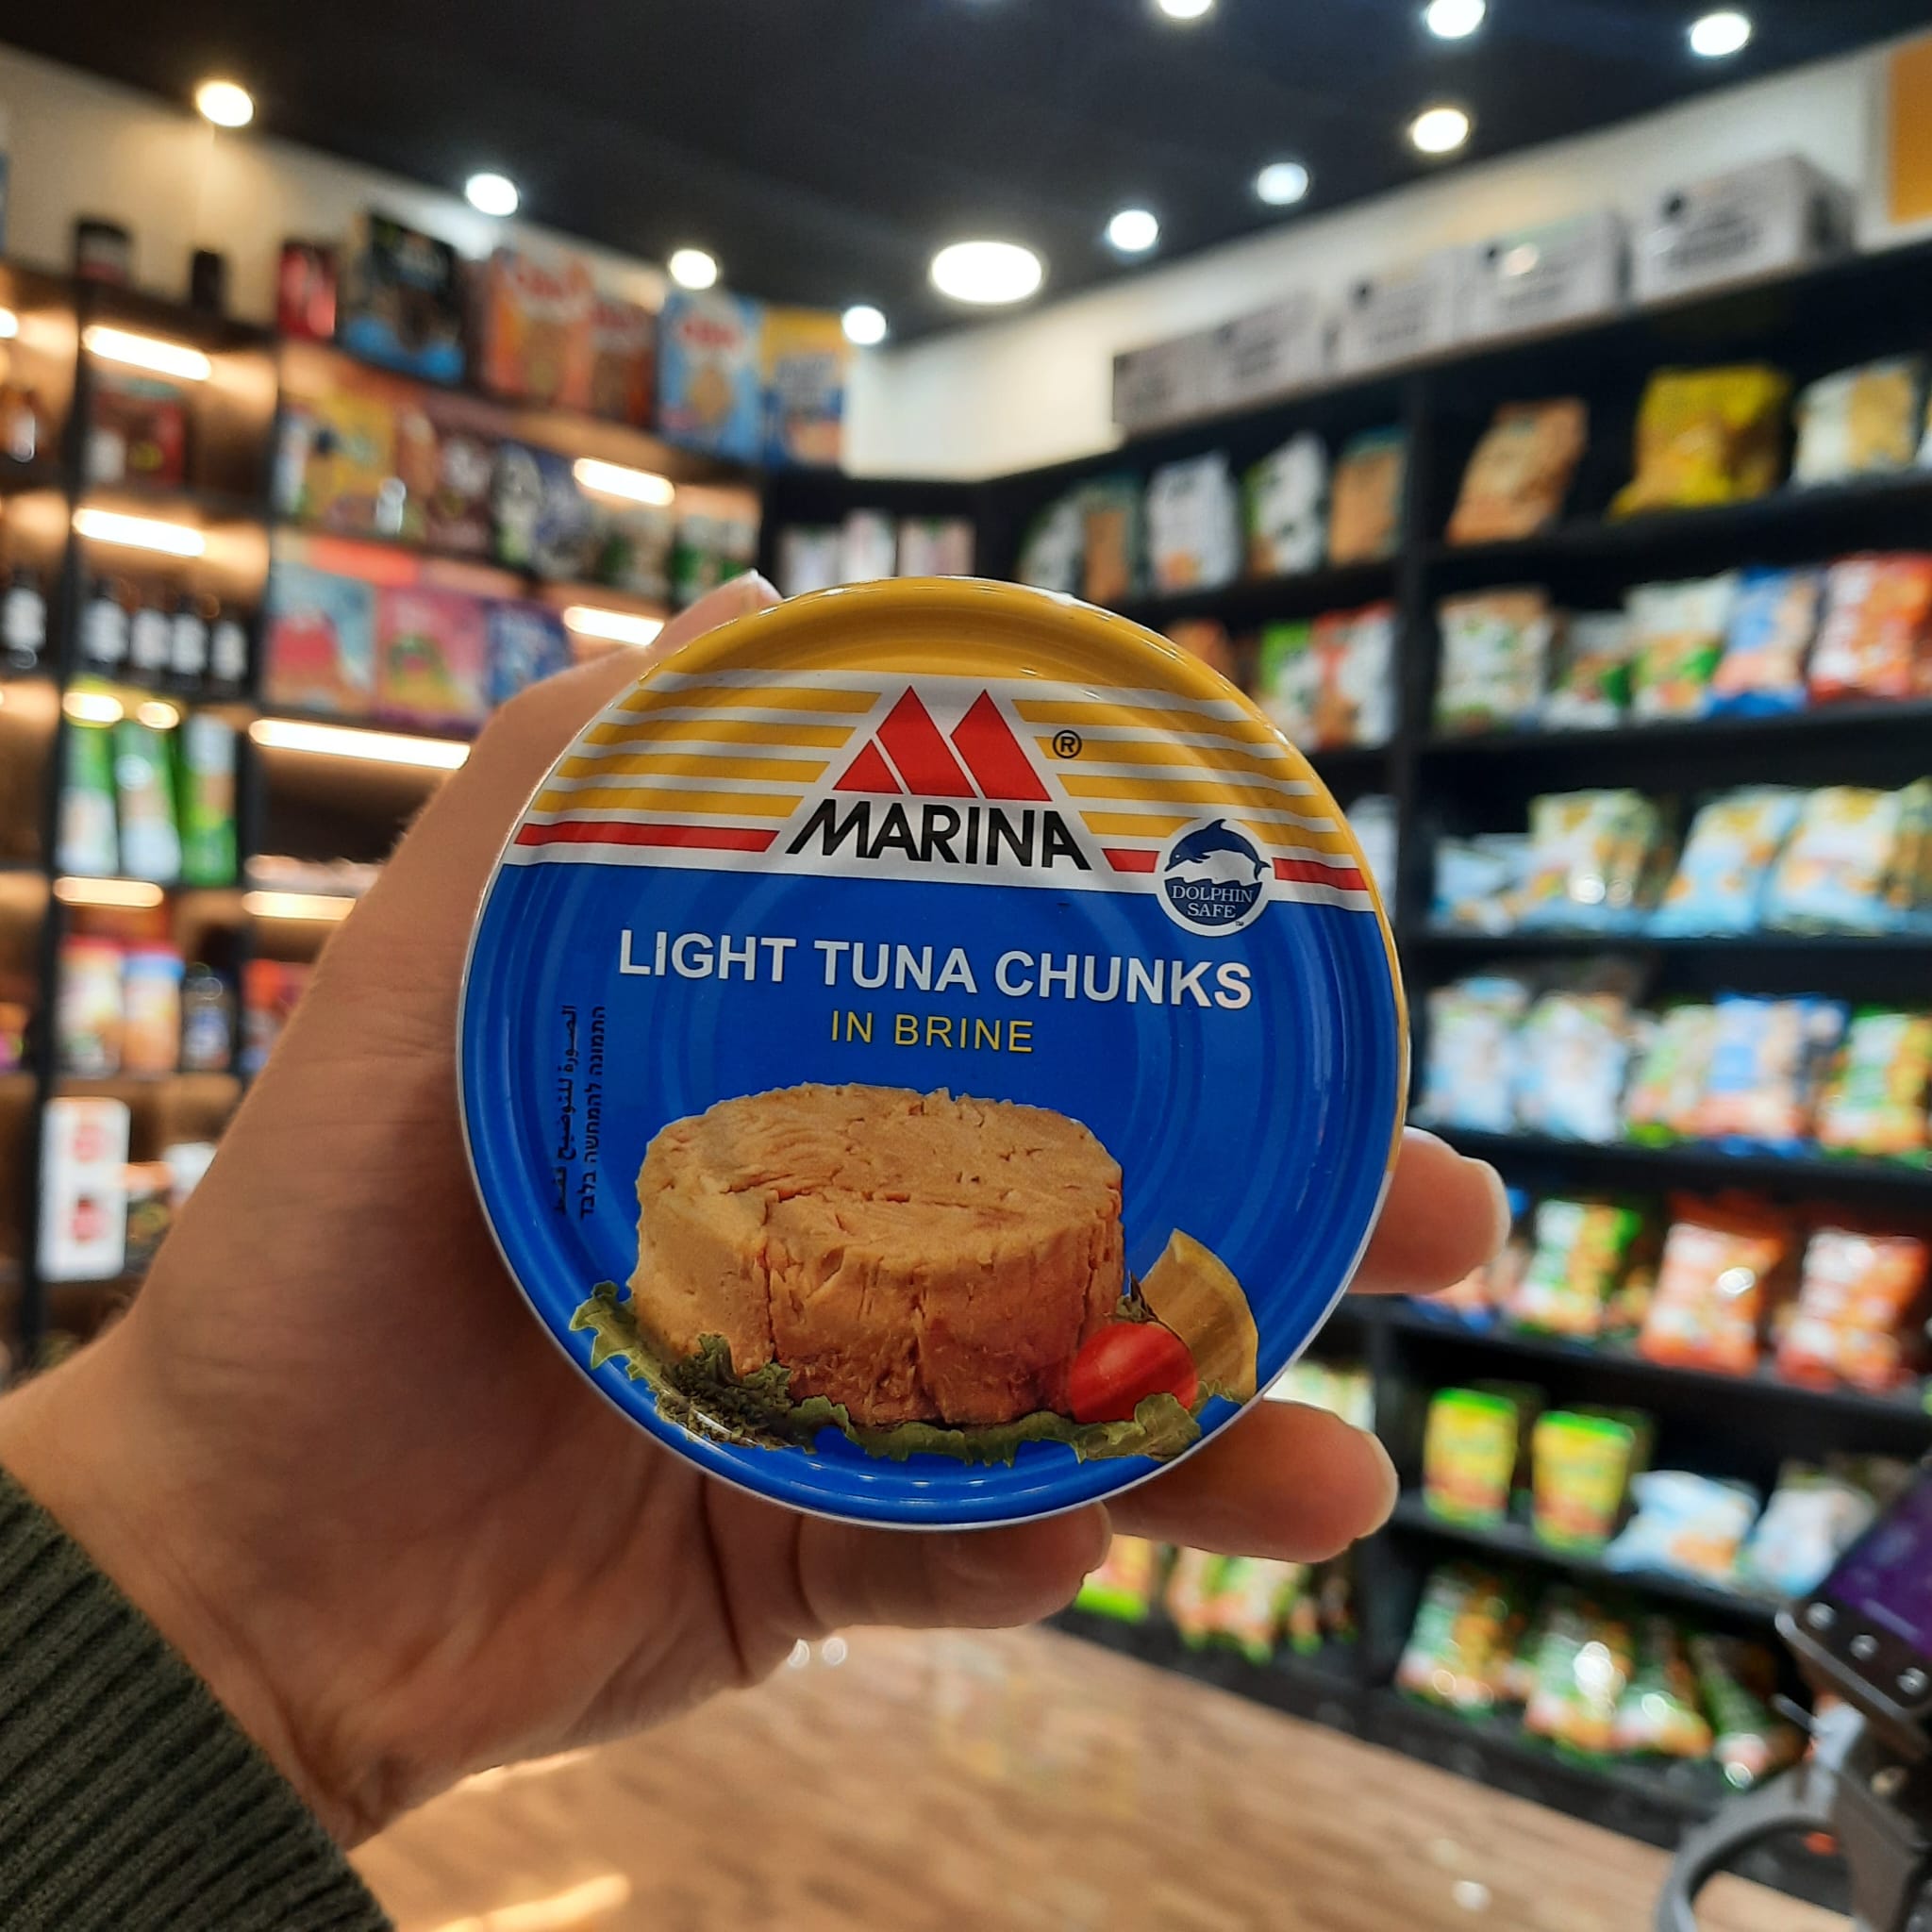 ®
MARINA
DOLPHIN
SAFE
LIGHT TUNA CHUNKS
IN BRINE
الصورة للتوضيح فقط
התמונה להמחשה בלבד